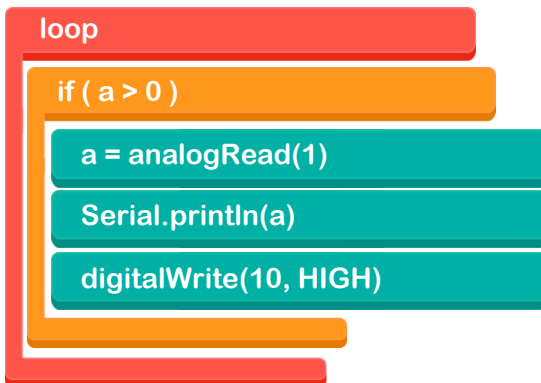 loop
if ( a > 0 )
a = analogRead(1)
Serial.println(a)
digitalWrite(10, HIGH)